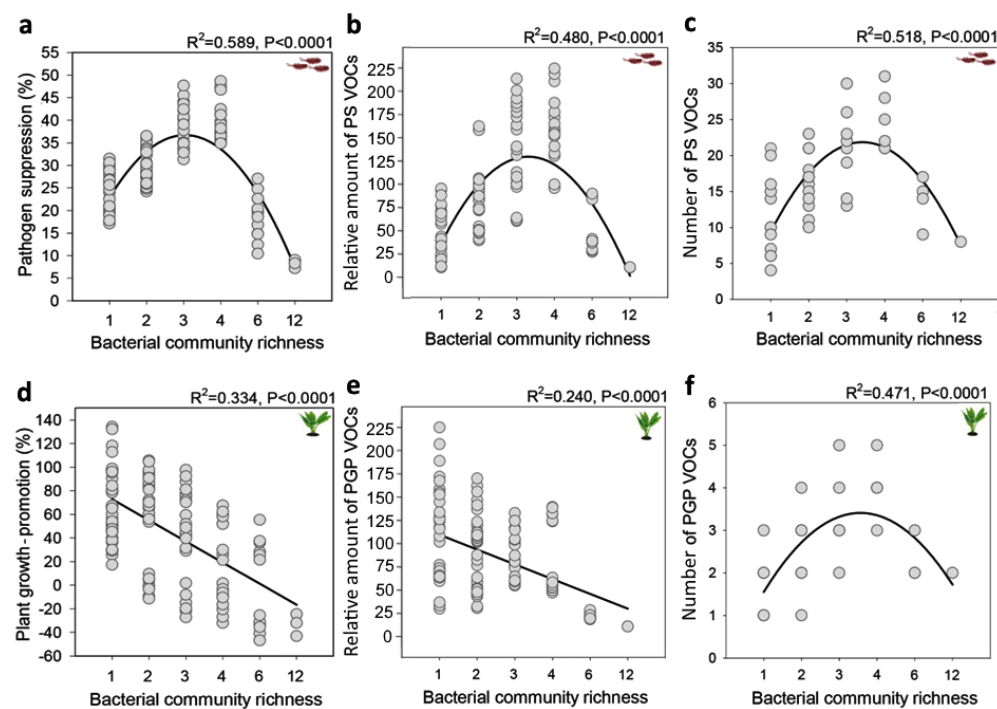 a
R²=0.589, P<0.0001
Pathogen suppression (%)
55
50
45
40
35
30
25
20
15
10
5
0
1 2 3 4 6 12
Bacterial community richness
b
R²=0.480, P<0.0001
Relative amount of PS VOCs
225
200
175
150
125
100
75
50
25
0
1 2 3 4 6 12
Bacterial community richness
c
R²=0.518, P<0.0001
Number of PS VOCs
35
30
25
20
15
10
5
0
1 2 3 4 6 12
Bacterial community richness
d
R²=0.334, P<0.0001
Plant growth-promotion (%)
140
120
100
80
60
40
20
0
-20
-40
-60
1 2 3 4 6 12
Bacterial community richness
e
R²=0.240, P<0.0001
Relative amount of PGP VOCs
225
200
175
150
125
100
75
50
25
0
1 2 3 4 6 12
Bacterial community richness
f
R²=0.471, P<0.0001
Number of PGP VOCs
6
5
4
3
2
1
0
1 2 3 4 6 12
Bacterial community richness